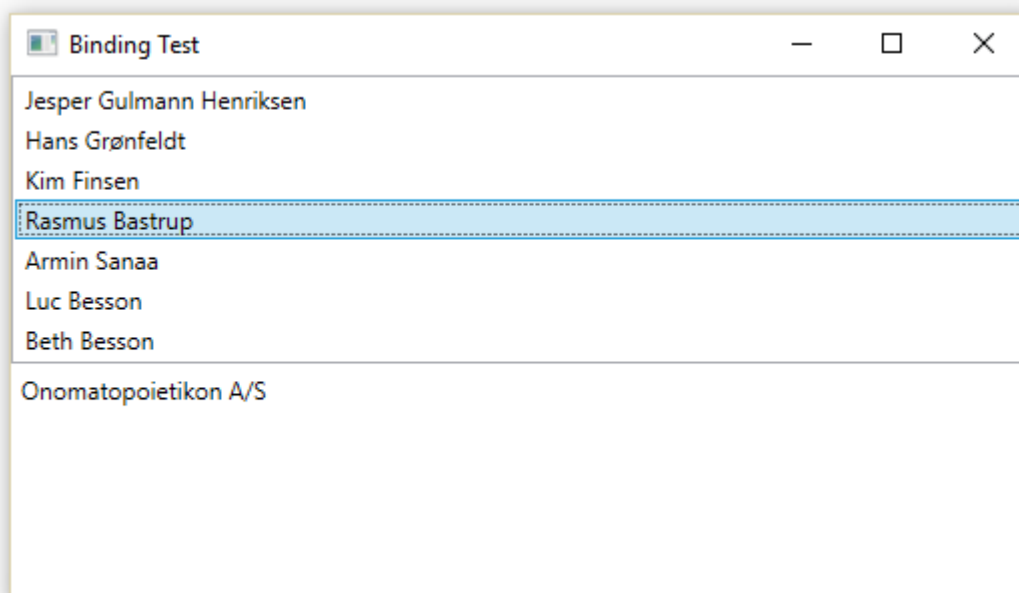 Binding Test
Jesper Gulmann Henriksen
Hans Grønfeldt
Kim Finsen
Rasmus Bastrup
Armin Sanaa
Luc Besson
Beth Besson
Onomatopoietikon A/S